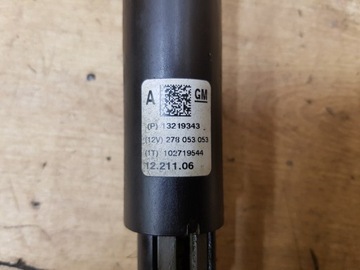 A GM
(P) 13219343
(12V) 278 053 053
(1T) 102719544
12.211.06